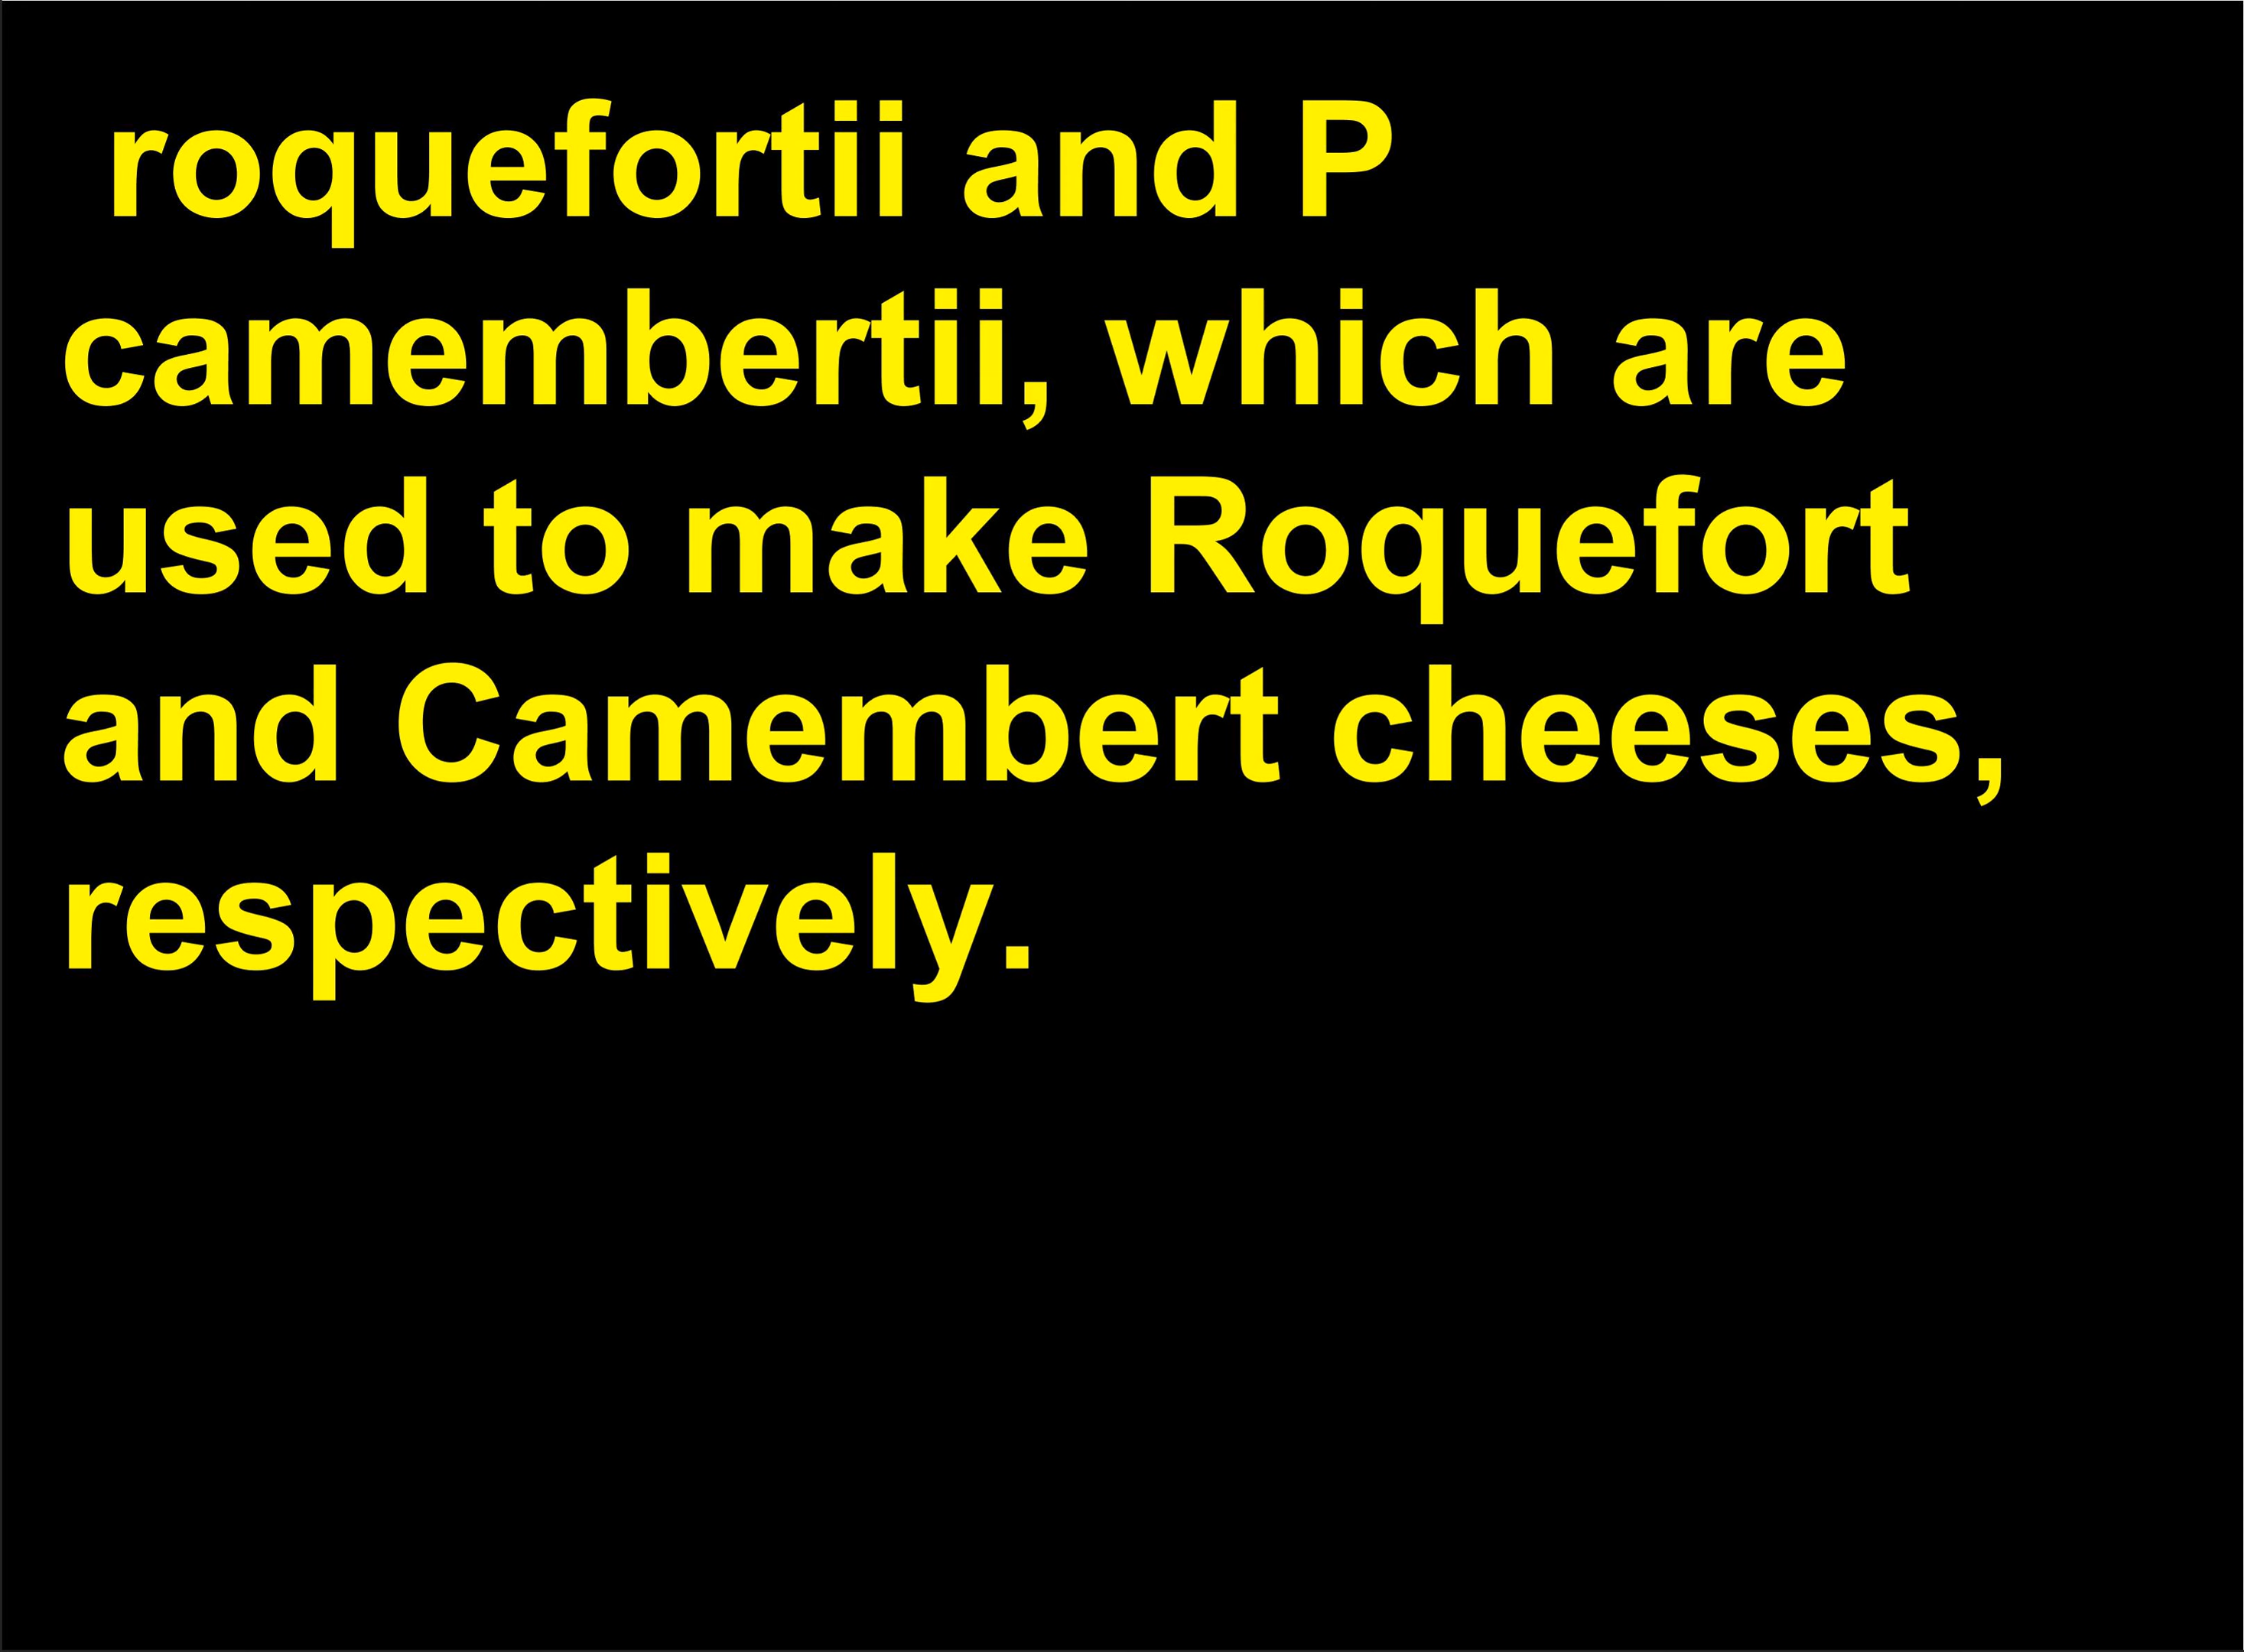 roquefortii and P
camembertii, which are
used to make Roquefort
and Camembert cheeses,
respectively.